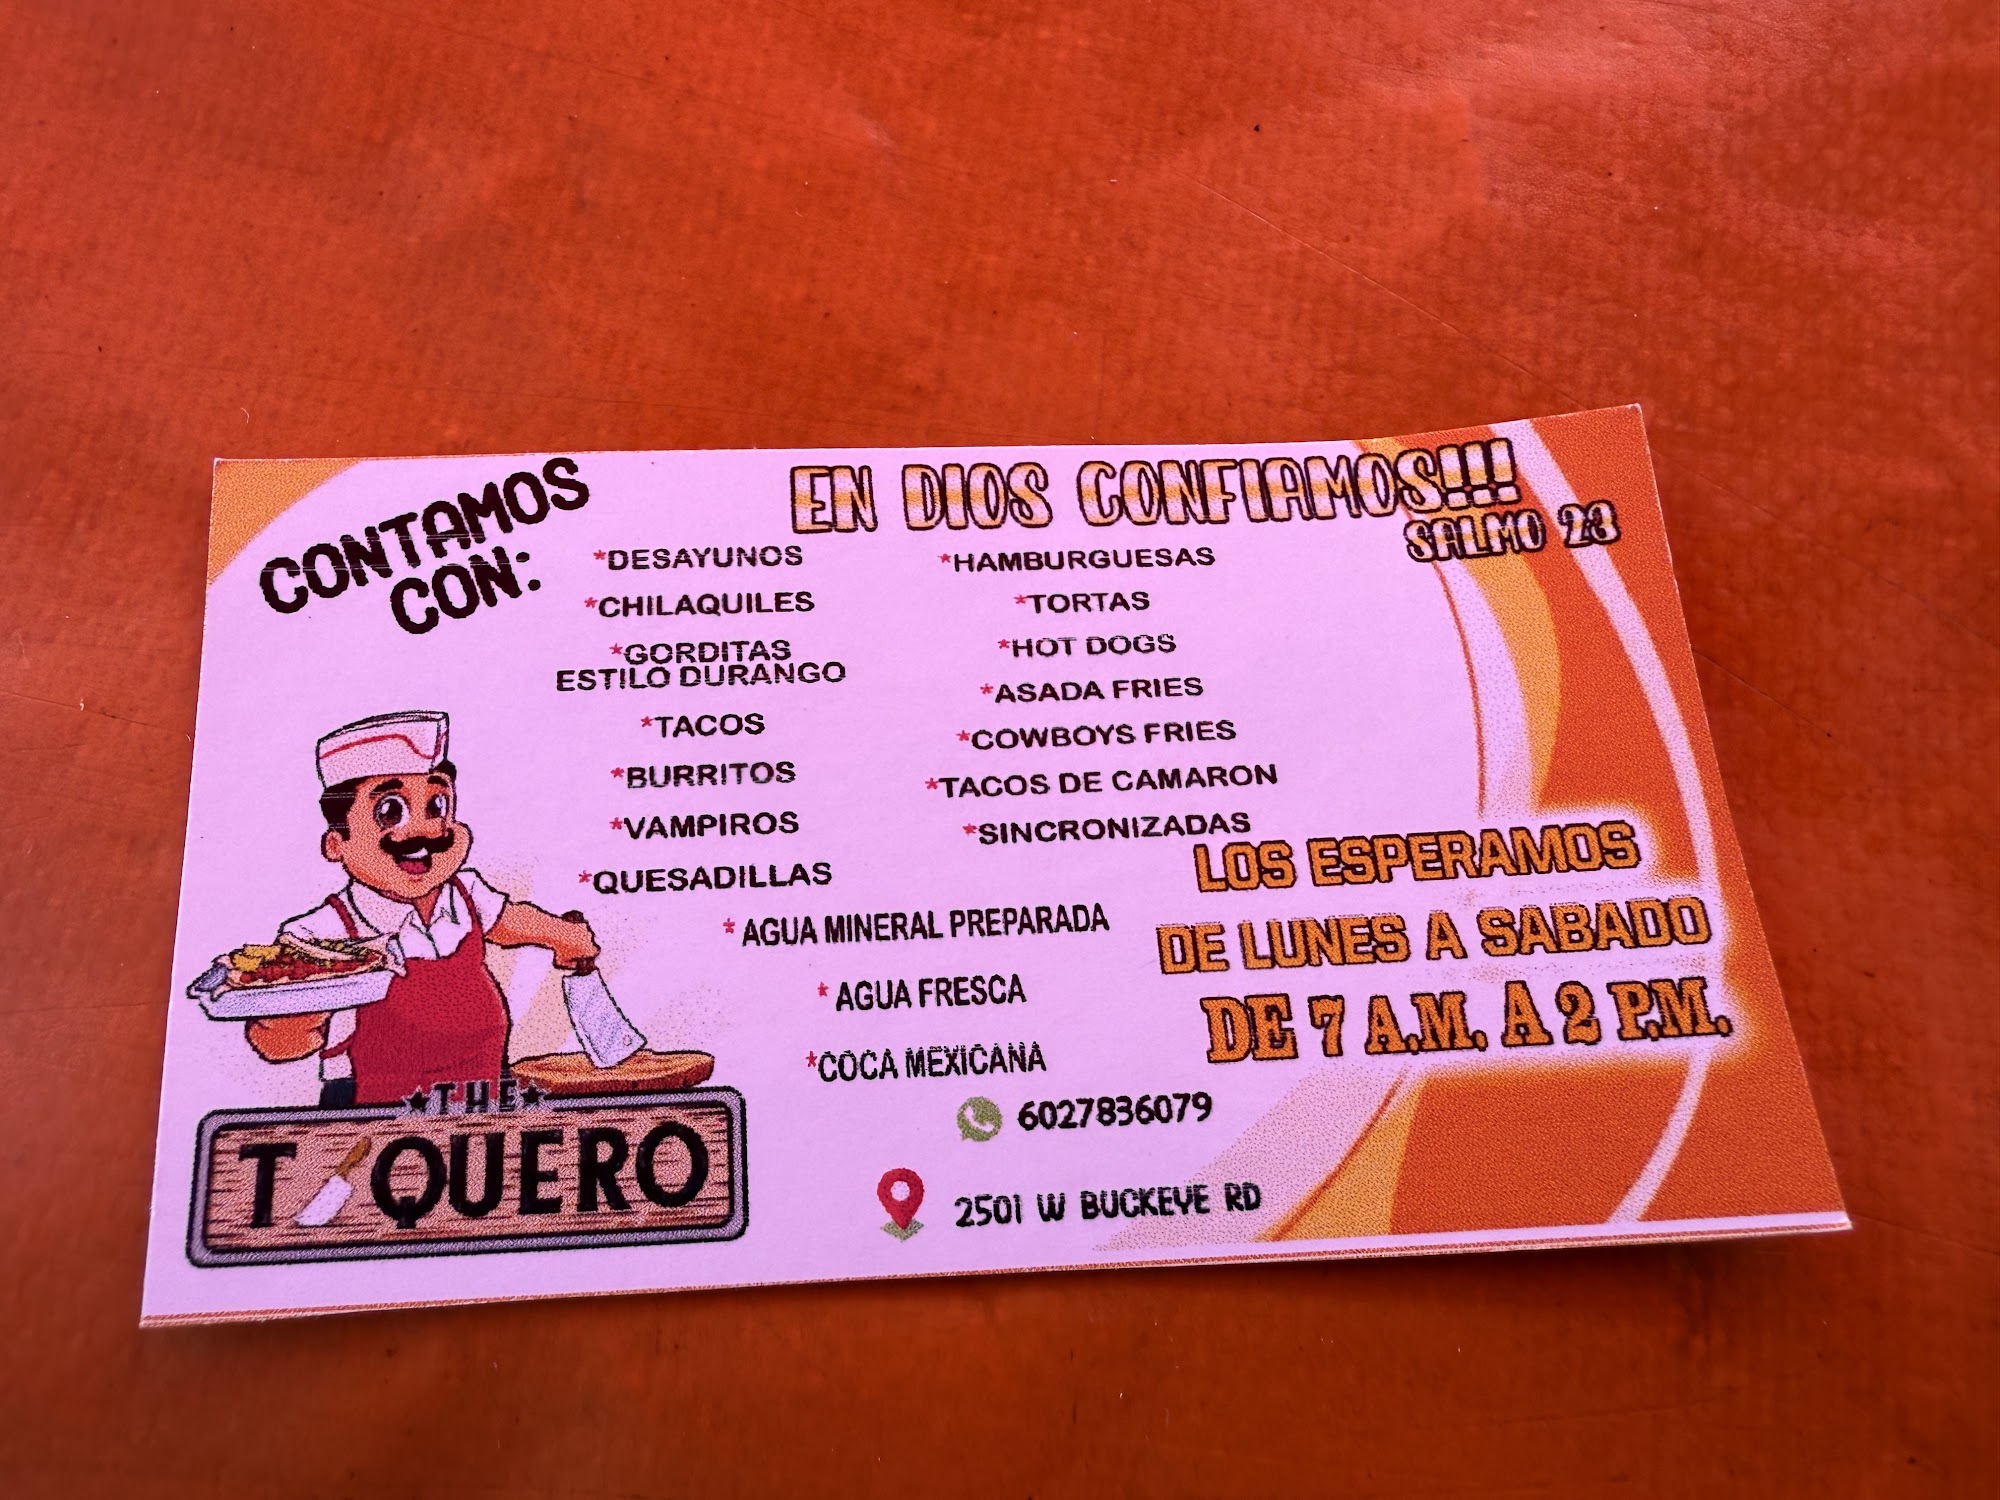 CONTAMOS
CON:
EN DIOS CONFIAMOS!!!
SALMO 23
*DESAYUNOS
*CHILAQUILES
*GORDITAS
ESTILO DURANGO
*TACOS
*BURRITOS
*VAMPIROS
*QUESADILLAS
*HAMBURGUESAS
*TORTAS
*HOT DOGS
*ASADA FRIES
*COWBOYS FRIES
*TACOS DE CAMARON
*SINCRONIZADAS
* AGUA MINERAL PREPARADA
* AGUA FRESCA
*COCA MEXICANA
LOS ESPERAMOS
DE LUNES A SABADO
DE 7 A.M. A 2 P.M.
6027836079
2501 W BUCKEYE RD
★THE★
TAQUERO